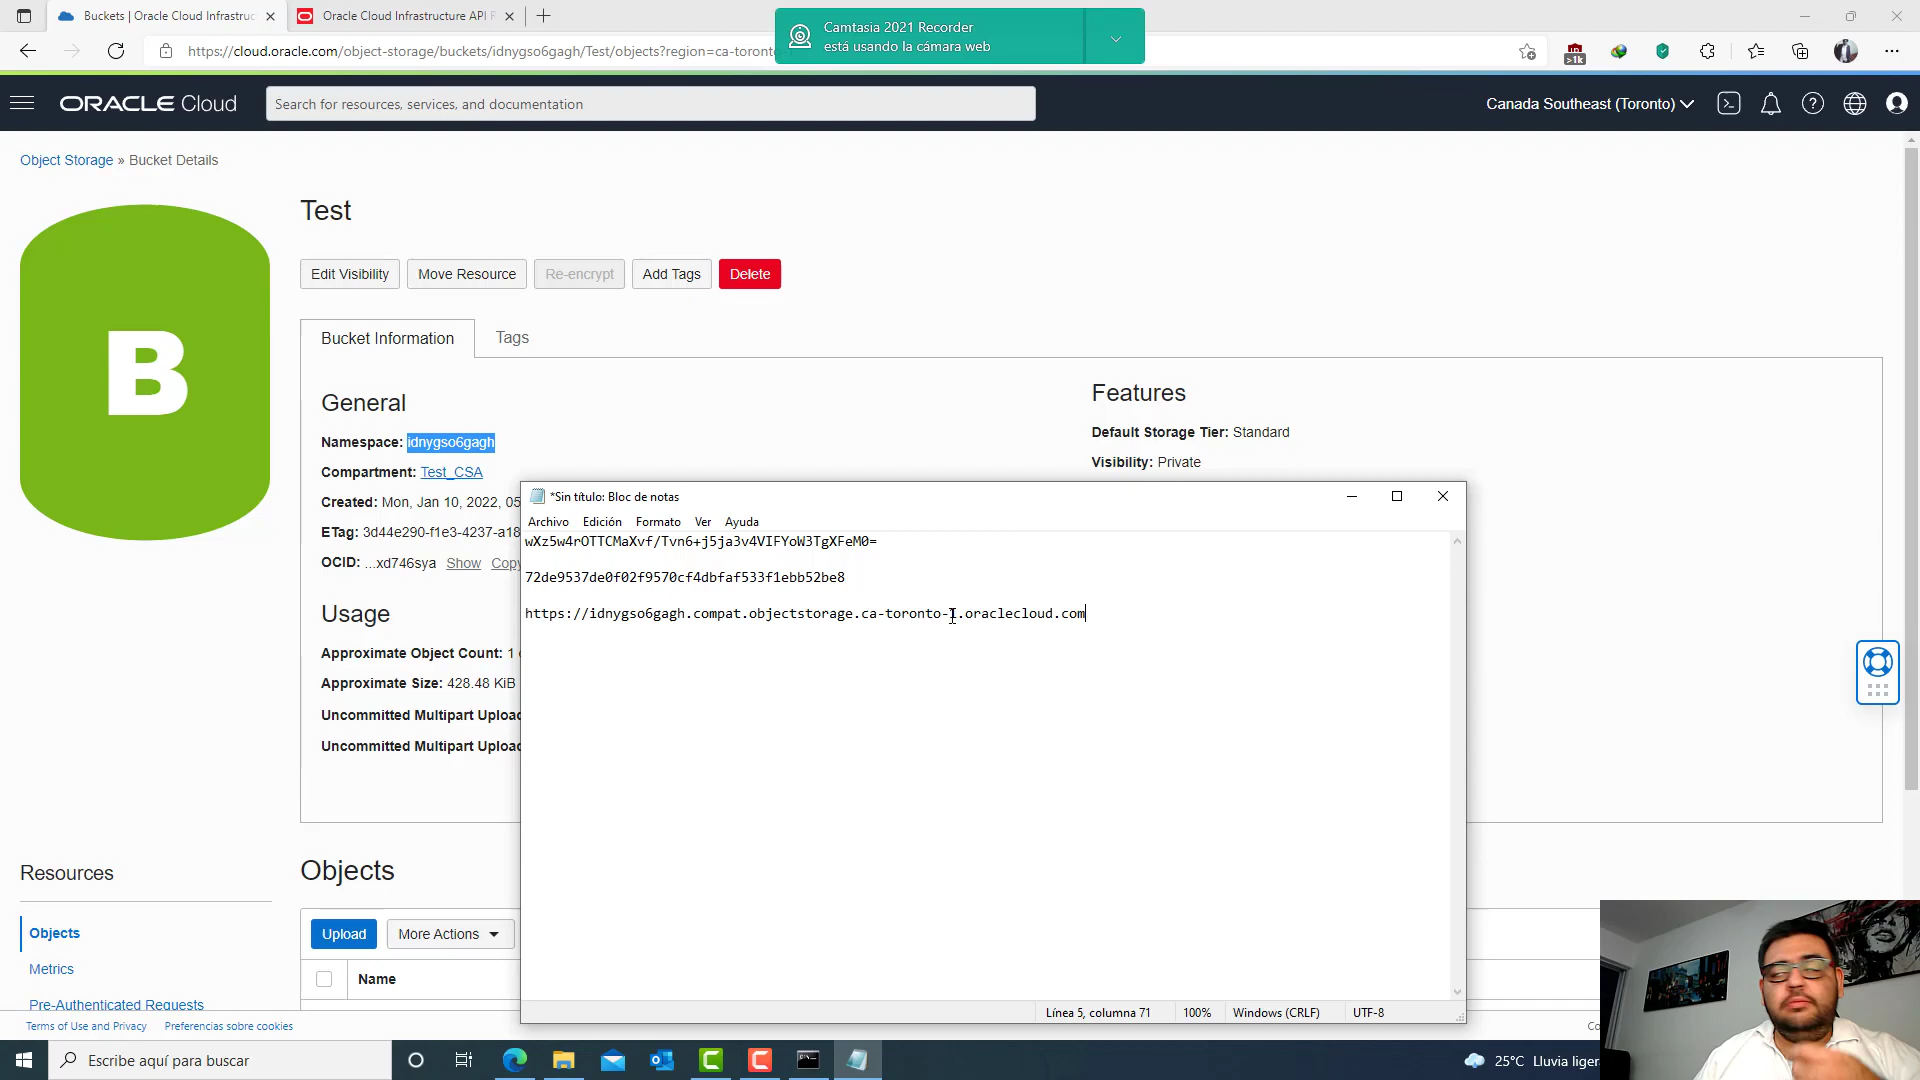 Buckets | Oracle Cloud Infrastruc
Oracle Cloud Infrastructure API R
Camtasia 2021 Recorder
está usando la cámara web
https://cloud.oracle.com/object-storage/buckets/idnygso6gagh/Test/objects?region=ca-toronto
>1k
ORACLE Cloud
Search for resources, services, and documentation
Canada Southeast (Toronto)
Object Storage » Bucket Details
B
Test
Edit Visibility
Move Resource
Re-encrypt
Add Tags
Delete
Bucket Information
Tags
General
Namespace: idnygso6gagh
Compartment: Test_CSA
Created: Mon, Jan 10, 2022, 05
ETag: 3d44e290-f1e3-4237-a18
OCID: ...xd746sya Show Copy
Usage
Approximate Object Count: 1
Approximate Size: 428.48 KiB
Uncommitted Multipart Upload
Uncommitted Multipart Upload
Features
Default Storage Tier: Standard
Visibility: Private
*Sin título: Bloc de notas
Archivo Edición Formato Ver Ayuda
wXz5w4rOTTCMaXvf/Tvn6+j5ja3v4VIFYoW3TgXFeM0=
72de9537de0f02f9570cf4dbfaf533f1ebb52be8
https://idnygso6gagh.compat.objectstorage.ca-toronto-1.oraclecloud.com
Línea 5, columna 71
100%
Windows (CRLF)
UTF-8
Resources
Objects
Metrics
Pre-Authenticated Requests
Objects
Upload
More Actions
Name
Terms of Use and Privacy
Preferencias sobre cookies
Co
Escribe aquí para buscar
25°C Lluvia liger